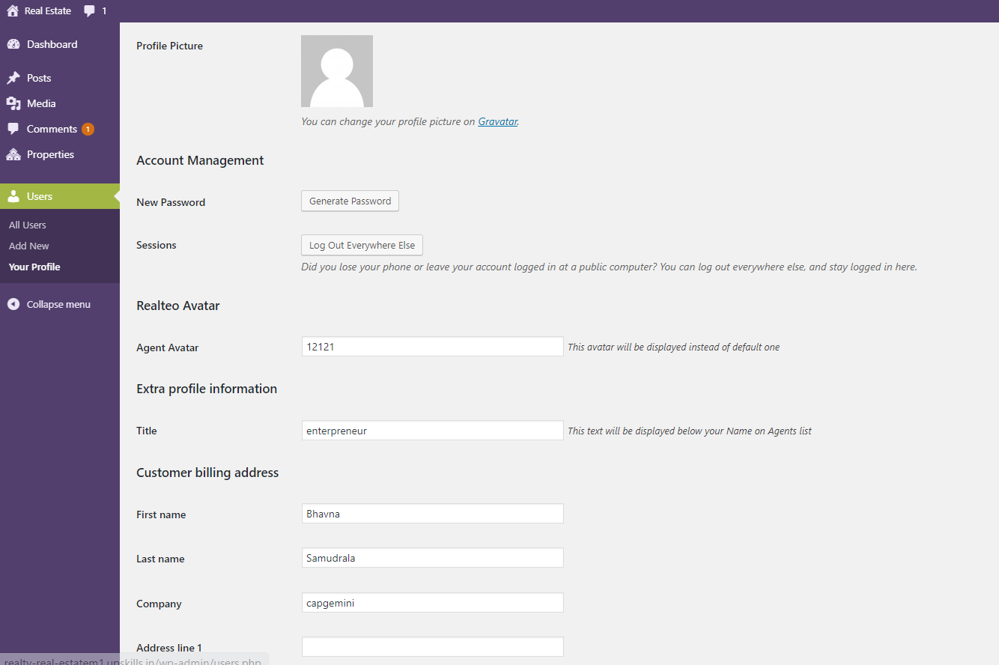 Real Estate 1
Dashboard
Posts
Media
Comments 1
Properties
Users
All Users
Add New
Your Profile
Collapse menu
Profile Picture
You can change your profile picture on Gravatar.
Account Management
New Password Generate Password
Sessions Log Out Everywhere Else
Did you lose your phone or leave your account logged in at a public computer? You can log out everywhere else, and stay logged in here.
Realteo Avatar
Agent Avatar 12121 This avatar will be displayed instead of default one
Extra profile information
Title enterpreneur This text will be displayed below your Name on Agents list
Customer billing address
First name Bhavna
Last name Samudrala
Company capgemini
Address line 1
realty-real-estatem1.upskills.in/wp-admin/users.php